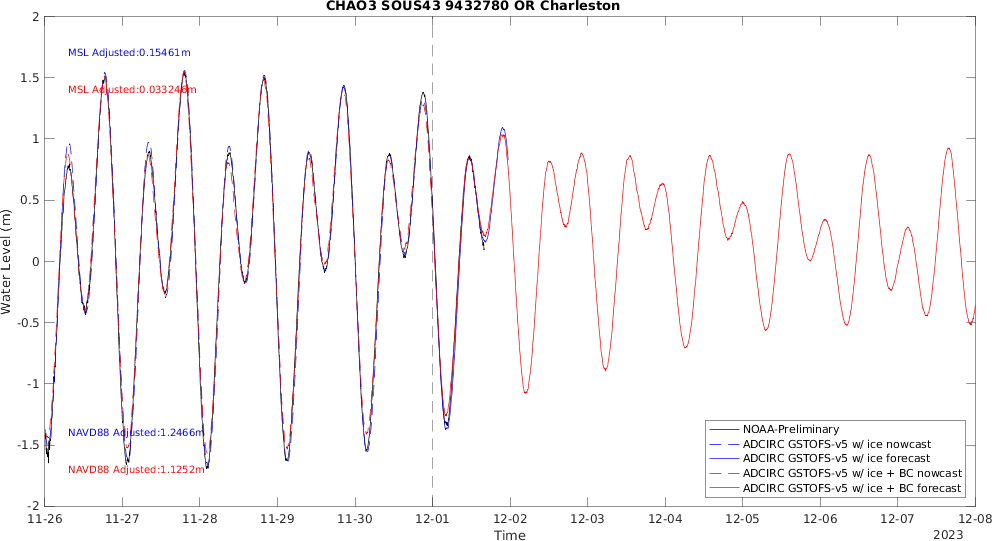 CHAO3 SOUS43 9432780 OR Charleston
MSL Adjusted:0.15461m
MSL Adjusted:0.033246m
NAVD88 Adjusted:1.2466m
NAVD88 Adjusted:1.1252m
Water Level (m)
2
1.5
1
0.5
0
-0.5
-1
-1.5
-2
NOAA-Preliminary
ADCIRC GSTOFS-v5 w/ ice nowcast
ADCIRC GSTOFS-v5 w/ ice forecast
ADCIRC GSTOFS-v5 w/ ice + BC nowcast
ADCIRC GSTOFS-v5 w/ ice + BC forecast
11-26 11-27 11-28 11-29 11-30 12-01 12-02 12-03 12-04 12-05 12-06 12-07 12-08
Time
2023